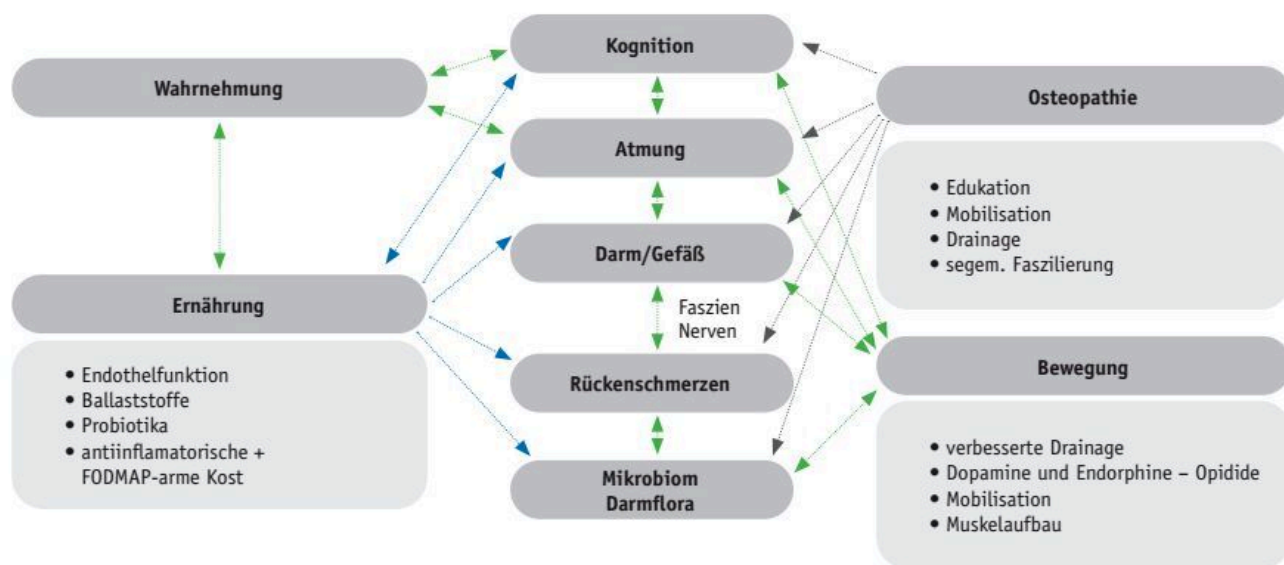 Kognition
Wahrnehmung
Osteopathie
Atmung
• Edukation
• Mobilisation
• Drainage
• segem. Faszilierung
Darm/Gefäß
Ernährung
Faszien
Nerven
• Endothelfunktion
• Ballaststoffe
• Probiotika
• antiinflamatorische +
FODMAP-arme Kost
Rückenschmerzen
Bewegung
Mikrobiom
Darmflora
• verbesserte Drainage
• Dopamine und Endorphine – Opidide
• Mobilisation
• Muskelaufbau